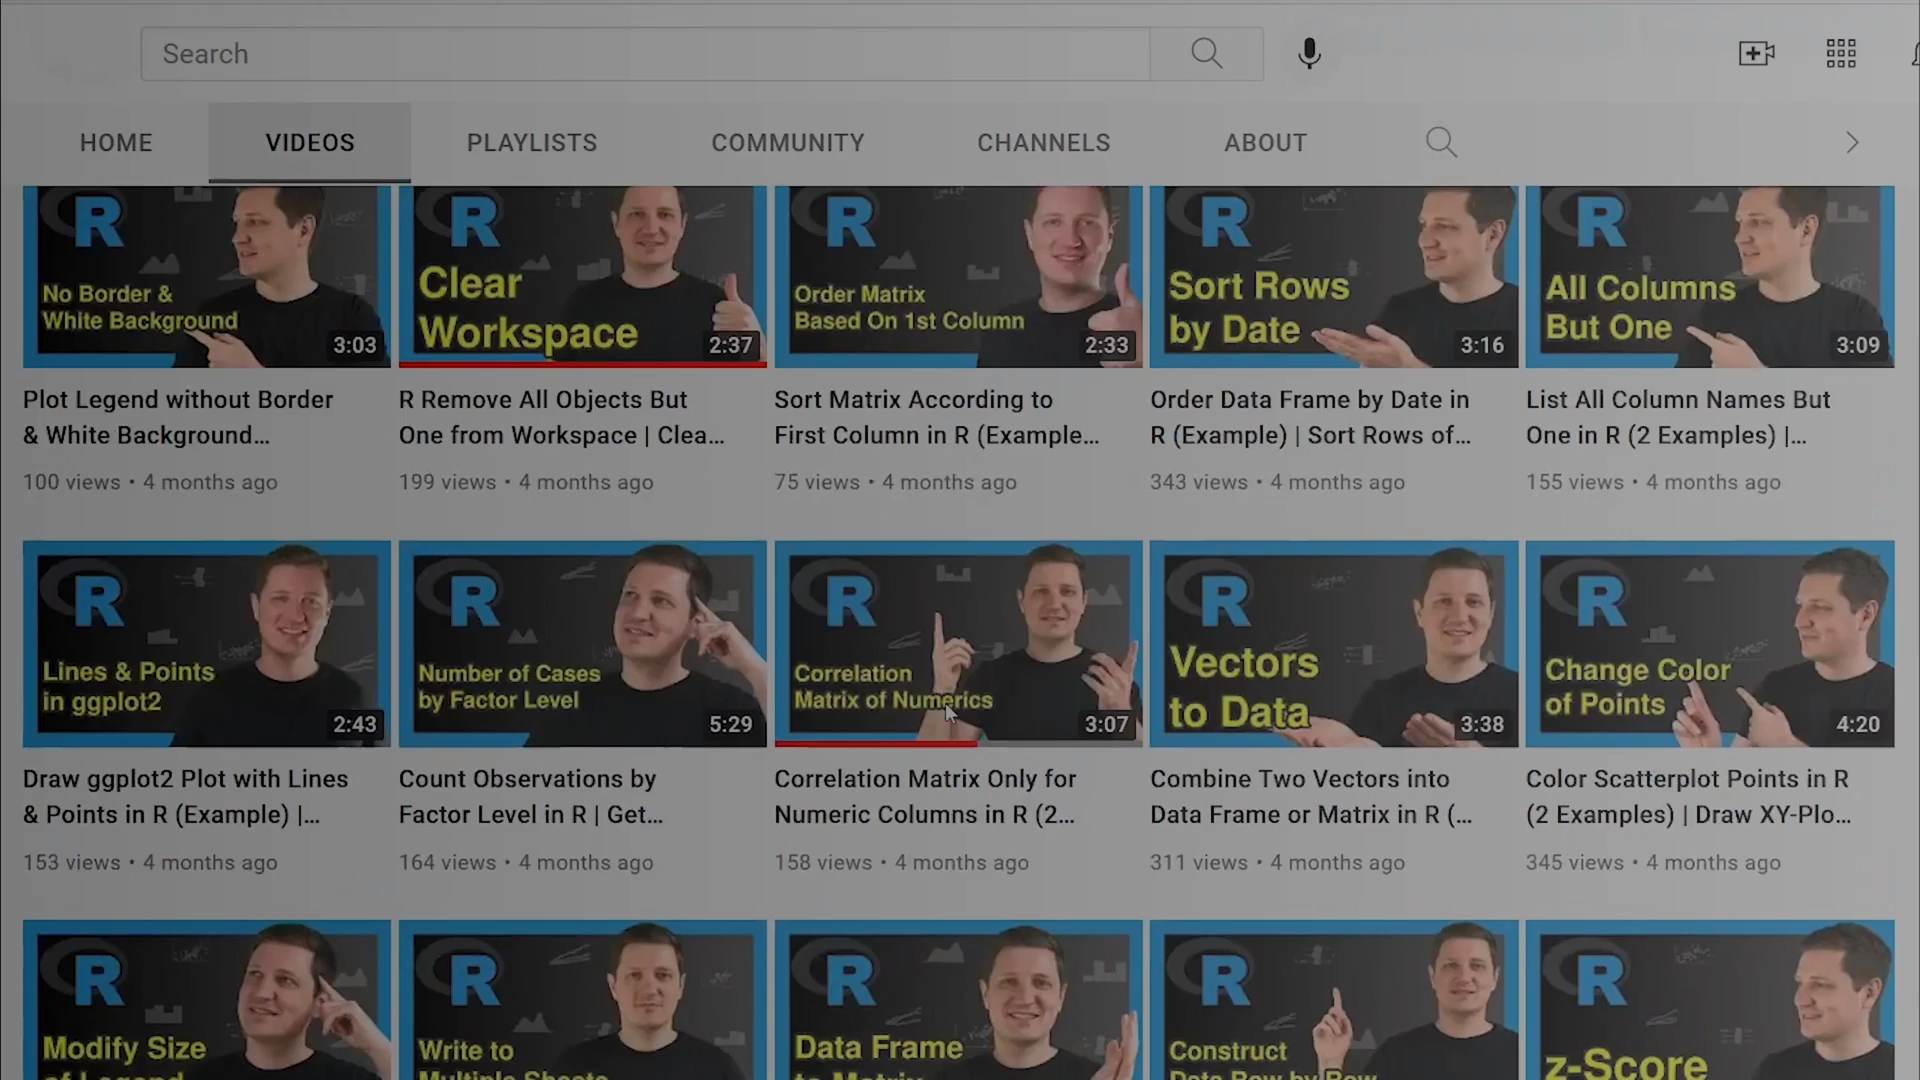 Search
HOME
VIDEOS
PLAYLISTS
COMMUNITY
CHANNELS
ABOUT
R
No Border &
White Background
3:03
R
Clear
Workspace
2:37
R
Order Matrix
Based On 1st Column
2:33
R
Sort Rows
by Date
3:16
R
All Columns
But One
3:09
Plot Legend without Border
& White Background...
100 views • 4 months ago
R Remove All Objects But
One from Workspace | Clea...
199 views • 4 months ago
Sort Matrix According to
First Column in R (Example...
75 views • 4 months ago
Order Data Frame by Date in
R (Example) | Sort Rows of...
343 views • 4 months ago
List All Column Names But
One in R (2 Examples) |...
155 views • 4 months ago
R
Lines & Points
in ggplot2
2:43
R
Number of Cases
by Factor Level
5:29
R
Correlation
Matrix of Numerics
3:07
R
Vectors
to Data
3:38
R
Change Color
of Points
4:20
Draw ggplot2 Plot with Lines
& Points in R (Example) |...
153 views • 4 months ago
Count Observations by
Factor Level in R | Get...
164 views • 4 months ago
Correlation Matrix Only for
Numeric Columns in R (2...
158 views • 4 months ago
Combine Two Vectors into
Data Frame or Matrix in R (...
311 views • 4 months ago
Color Scatterplot Points in R
(2 Examples) | Draw XY-Plo...
345 views • 4 months ago
R
Modify Size
of Legend
R
Write to
Multiple Sheets
R
Data Frame
to Matrix
R
Construct
Data Row by Row
R
z-Score